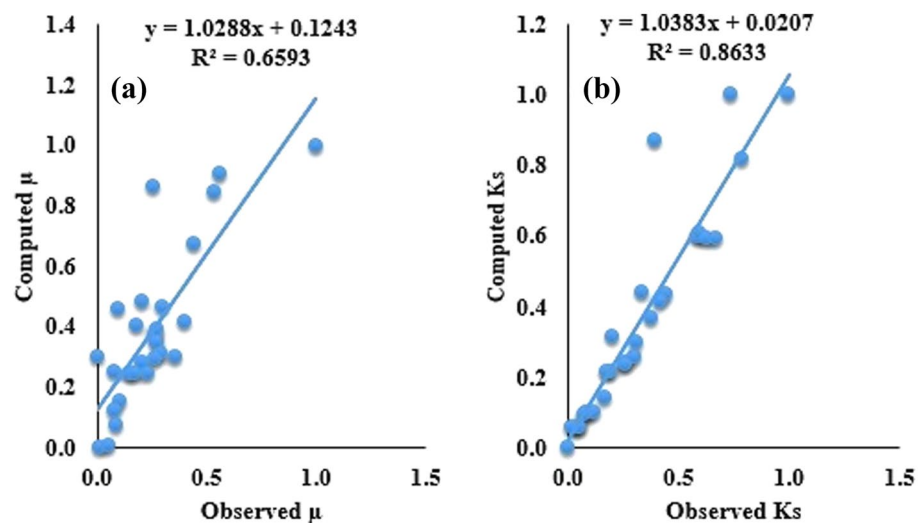 y = 1.0288x + 0.1243
R² = 0.6593
(a)
Computed μ
1.4
1.2
1.0
0.8
0.6
0.4
0.2
0.0
0.0 0.5 1.0 1.5
Observed μ
y = 1.0383x + 0.0207
R² = 0.8633
(b)
Computed Ks
1.2
1.0
0.8
0.6
0.4
0.2
0.0
0.0 0.5 1.0 1.5
Observed Ks